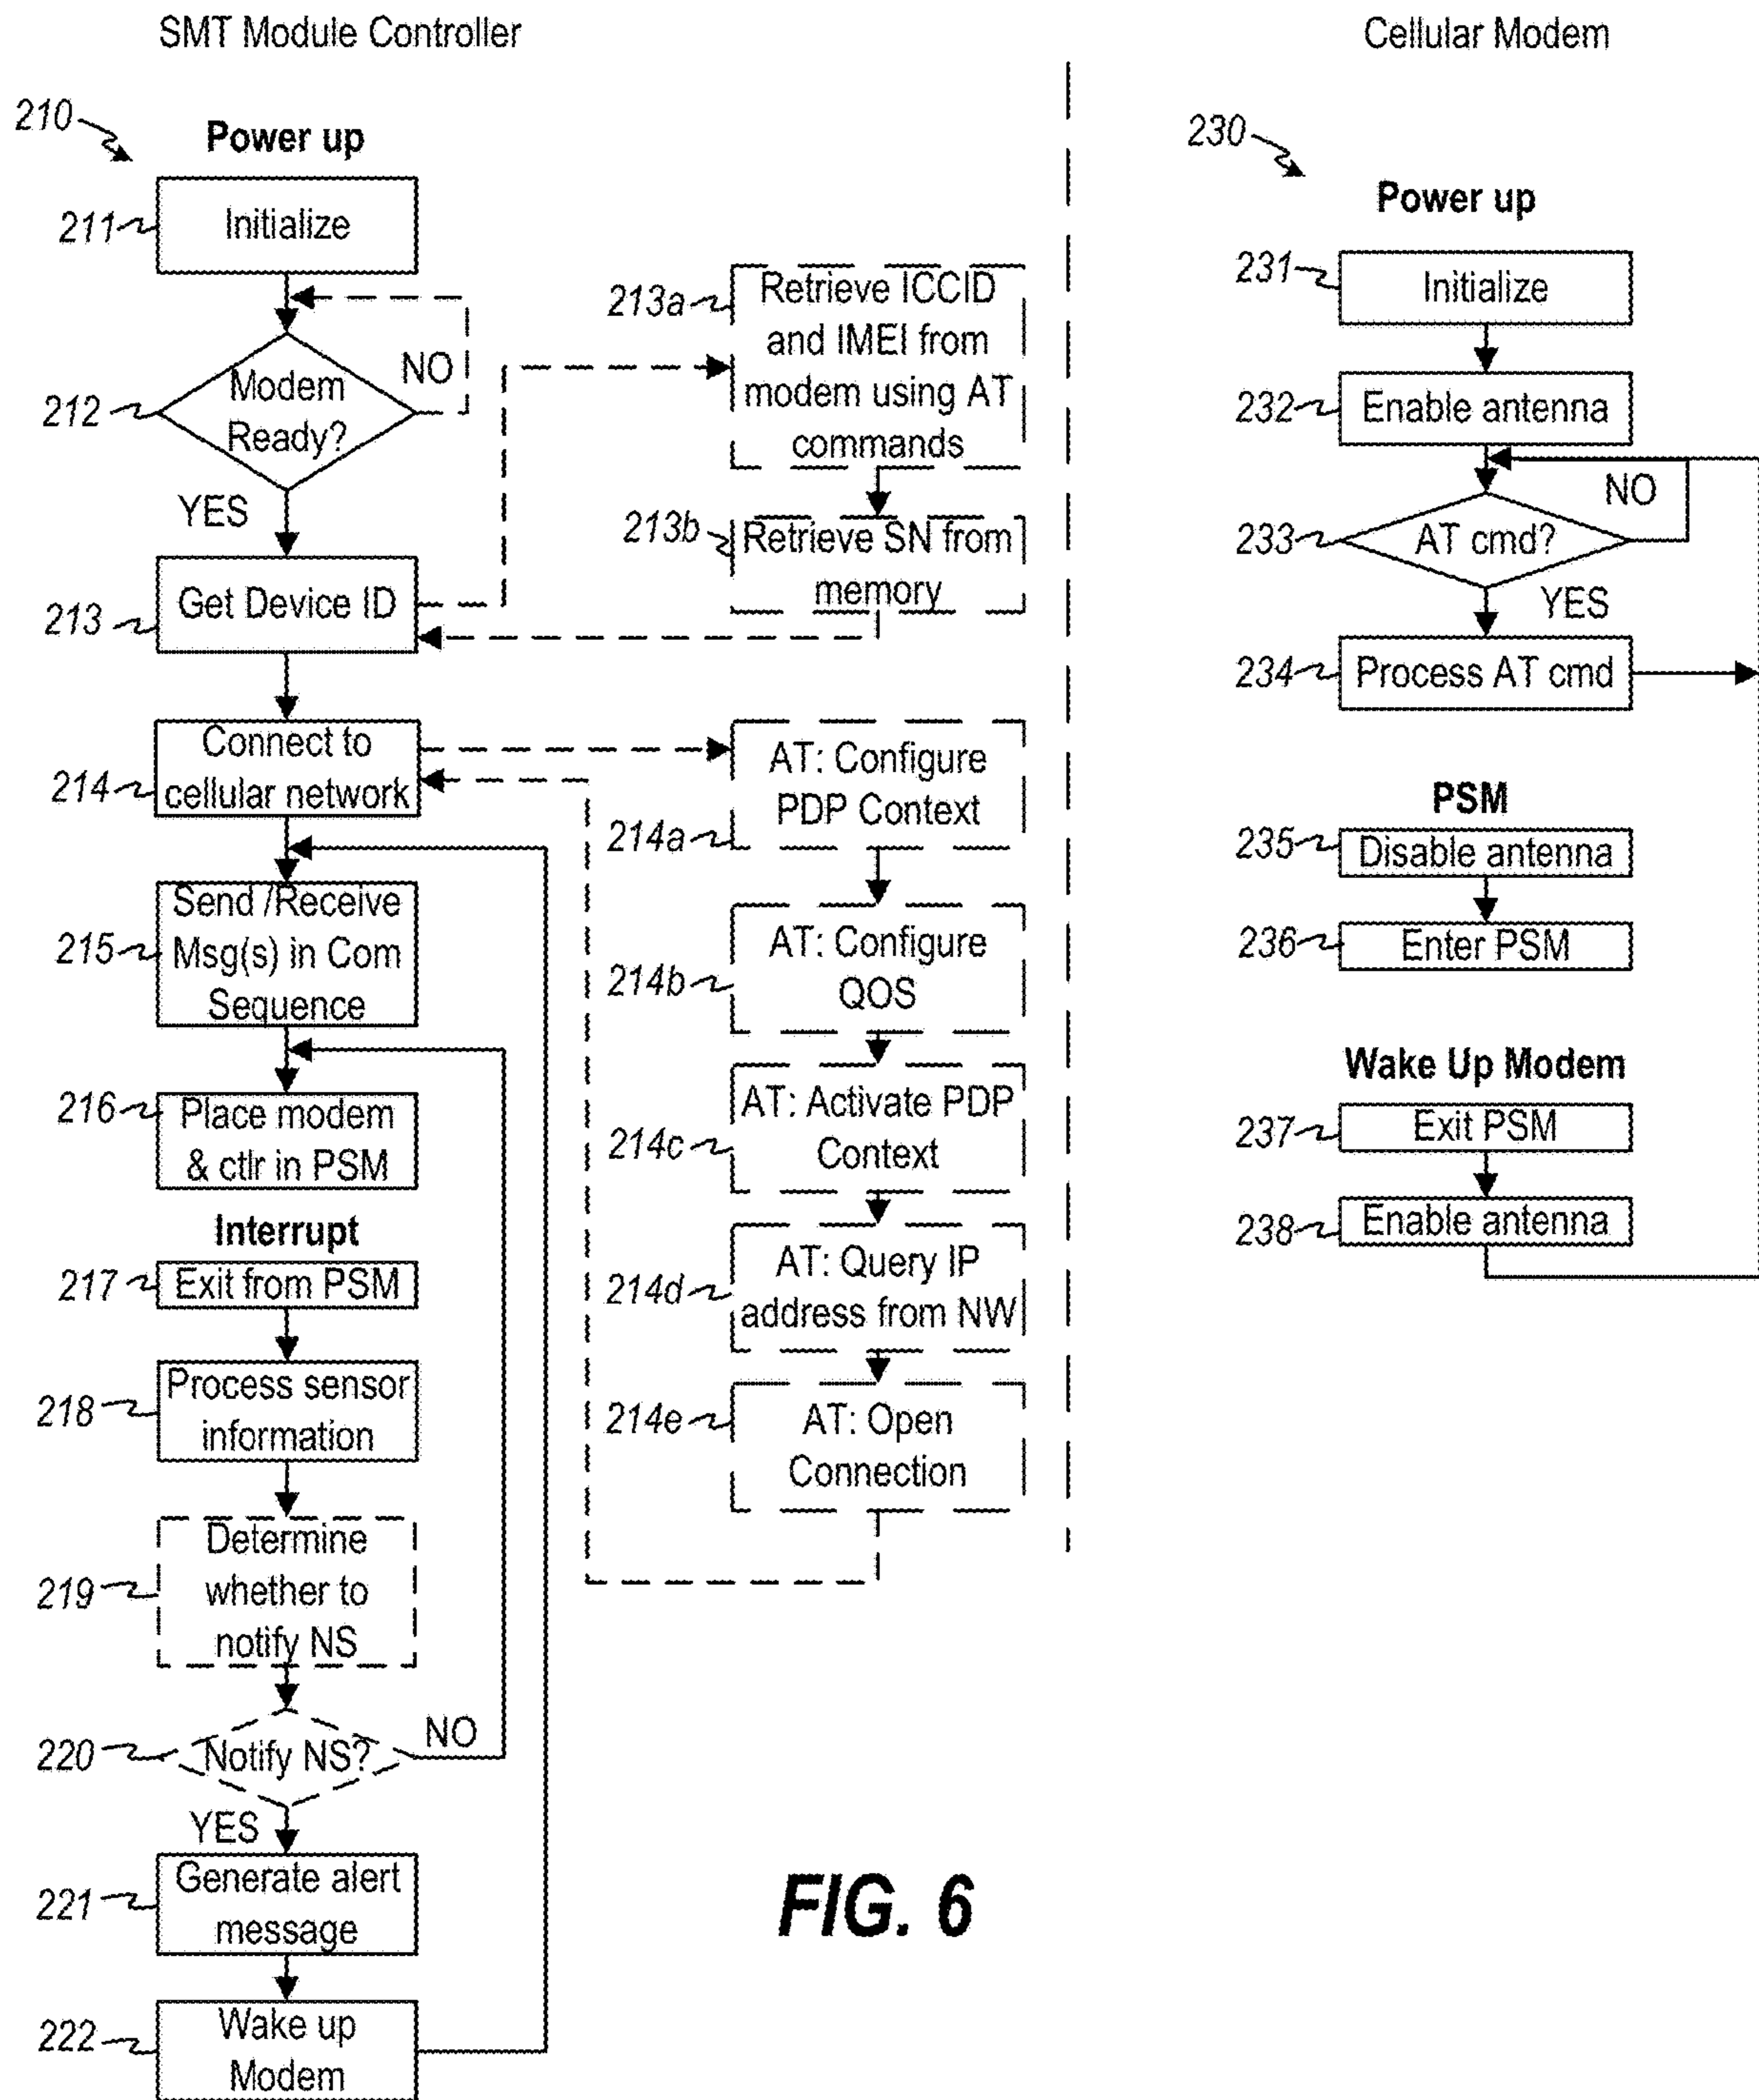 SMT Module Controller
Cellular Modem
210
Power up
211
Initialize
212
Modem
Ready?
NO
YES
213
Get Device ID
213a
Retrieve ICCID
and IMEI from
modem using AT
commands
213b
Retrieve SN from
memory
214
Connect to
cellular network
214a
AT: Configure
PDP Context
214b
AT: Configure
QOS
214c
AT: Activate PDP
Context
214d
AT: Query IP
address from NW
214e
AT: Open
Connection
215
Send /Receive
Msg(s) in Com
Sequence
216
Place modem
& ctlr in PSM
Interrupt
217
Exit from PSM
218
Process sensor
information
219
Determine
whether to
notify NS
220
Notify NS?
NO
YES
221
Generate alert
message
222
Wake up
Modem
230
Power up
231
Initialize
232
Enable antenna
233
AT cmd?
NO
YES
234
Process AT cmd
PSM
235
Disable antenna
236
Enter PSM
Wake Up Modem
237
Exit PSM
238
Enable antenna
FIG. 6